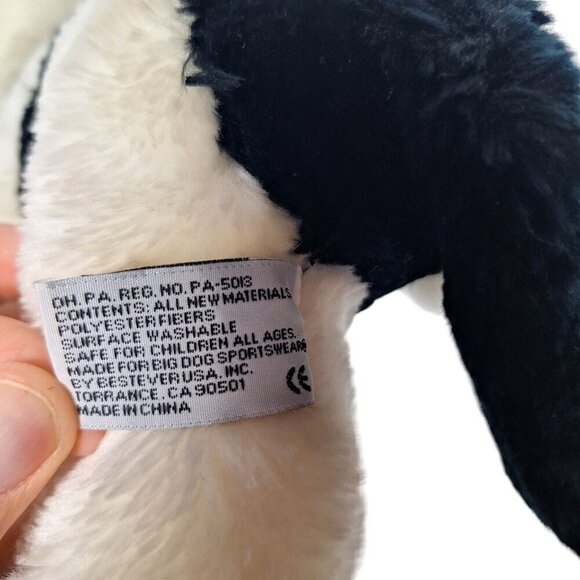 OH. P.A. REG. NO. PA-5013
CONTENTS: ALL NEW MATERIALS
POLYESTER FIBERS
SURFACE WASHABLE
SAFE FOR CHILDREN ALL AGES.
MADE FOR BIG DOG SPORTSWEAR®
BY BESTEVER USA. INC.
TORRANCE, CA 90501
MADE IN CHINA
CE